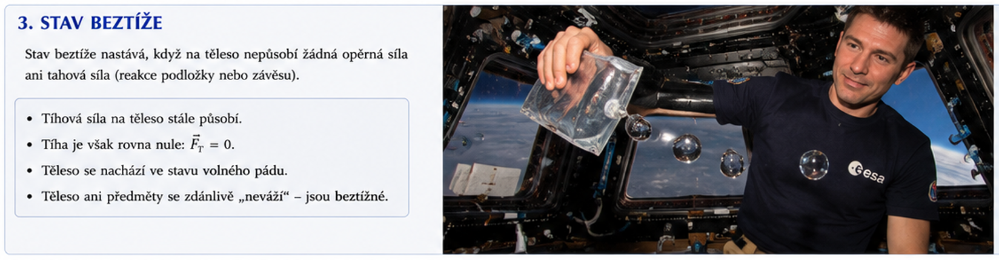 3. STAV BEZTÍŽE
Stav beztíže nastává, když na těleso nepůsobí žádná opěrná síla
ani tahová síla (reakce podložky nebo závěsu).
• Tíhová síla na těleso stále působí.
• Tíha je však rovna nule: F⃗_T = 0.
• Těleso se nachází ve stavu volného pádu.
• Těleso ani předměty se zdánlivě „neváží“ – jsou beztížné.
esa